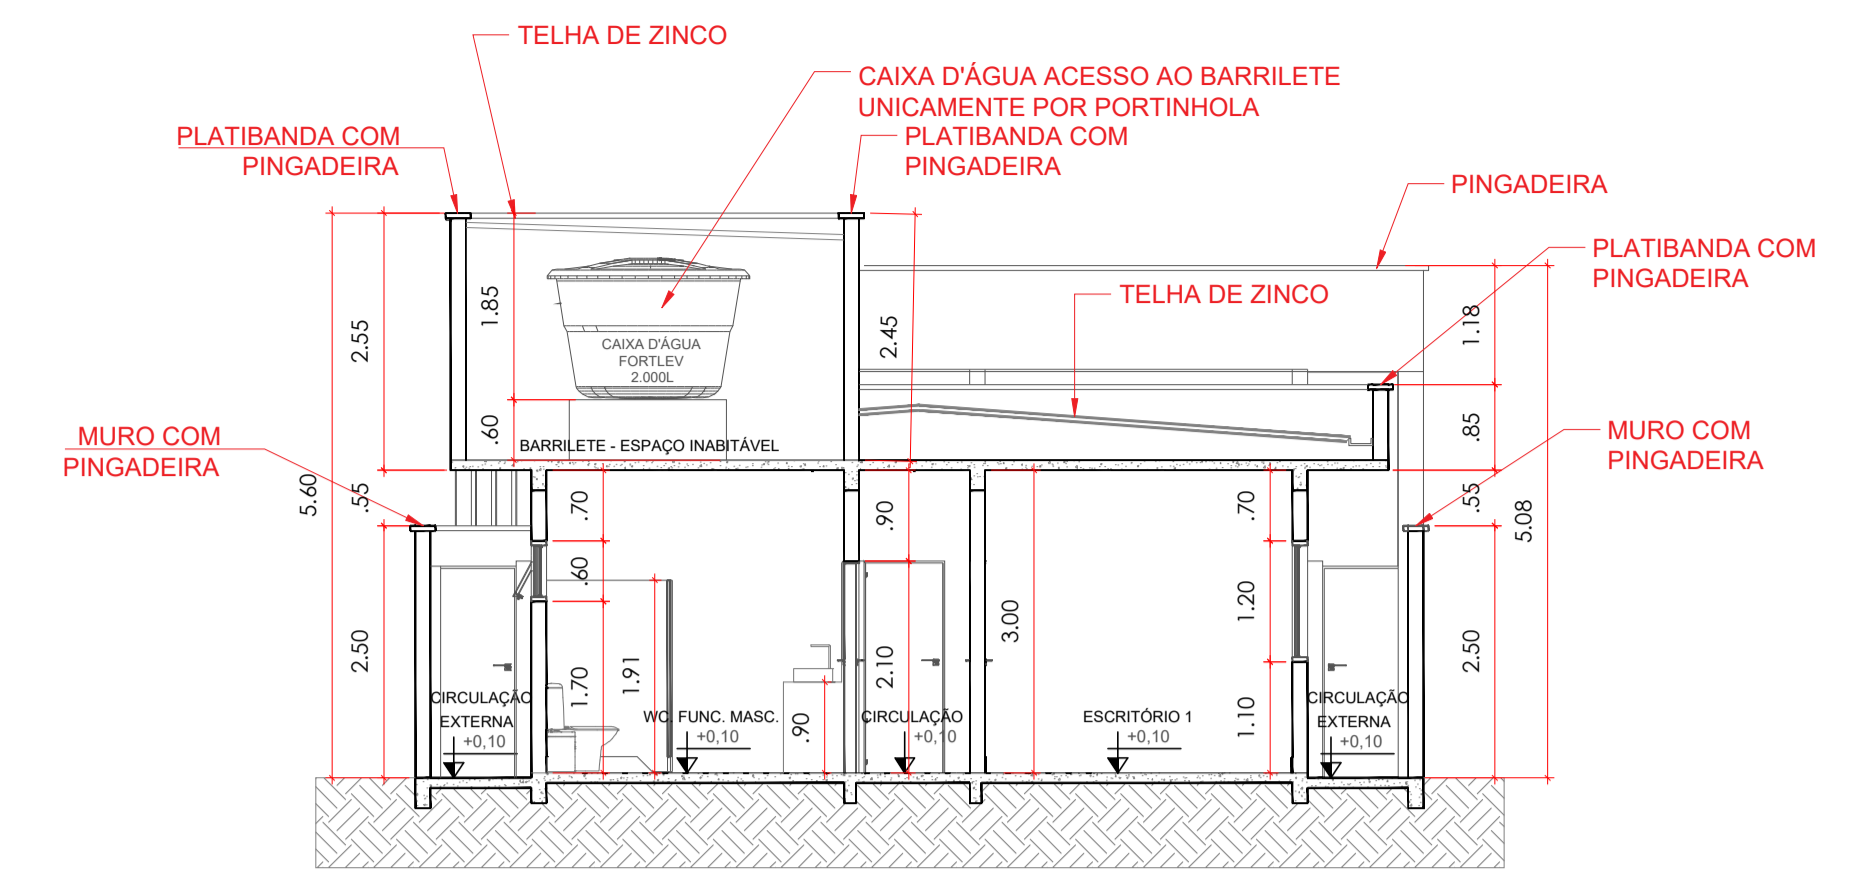 TELHA DE ZINCO
CAIXA D'ÁGUA ACESSO AO BARRILETE
UNICAMENTE POR PORTINHOLA
PLATIBANDA COM
PINGADEIRA
PLATIBANDA COM
PINGADEIRA
PINGADEIRA
PLATIBANDA COM
PINGADEIRA
TELHA DE ZINCO
1.85
2.55
2.45
1.18
CAIXA D'ÁGUA
FORTLEV
2.000L
.60
.85
BARRILETE - ESPAÇO INABITÁVEL
MURO COM
PINGADEIRA
MURO COM
PINGADEIRA
5.60
.55
.70
.90
.70
.55
5.08
.60
3.00
1.20
2.50
1.70
1.91
2.10
2.50
1.10
.90
CIRCULAÇÃO
EXTERNA
+0,10
WC. FUNC. MASC.
+0,10
CIRCULAÇÃO
+0,10
ESCRITÓRIO 1
+0,10
CIRCULAÇÃO
EXTERNA
+0,10